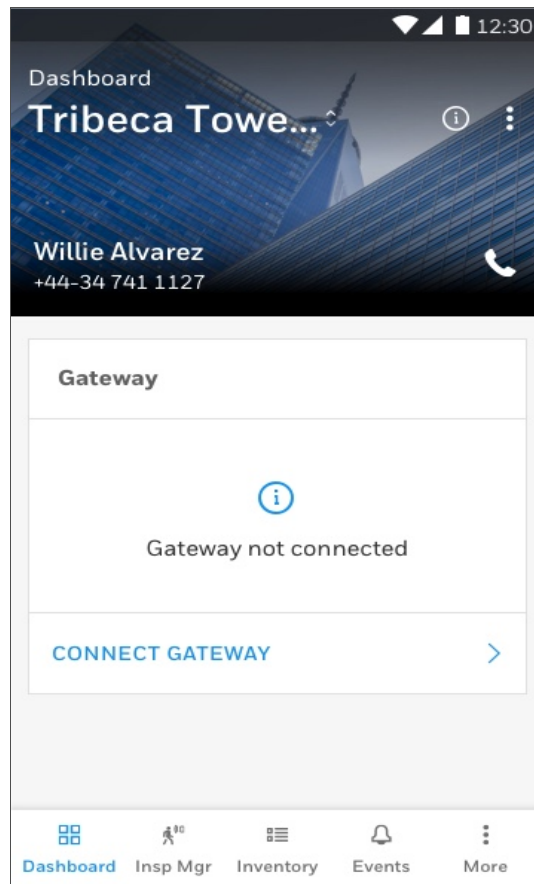 12:30
Dashboard
Tribeca Towe...
Willie Alvarez
+44-34 741 1127
Gateway
Gateway not connected
CONNECT GATEWAY
Dashboard Insp Mgr Inventory Events More